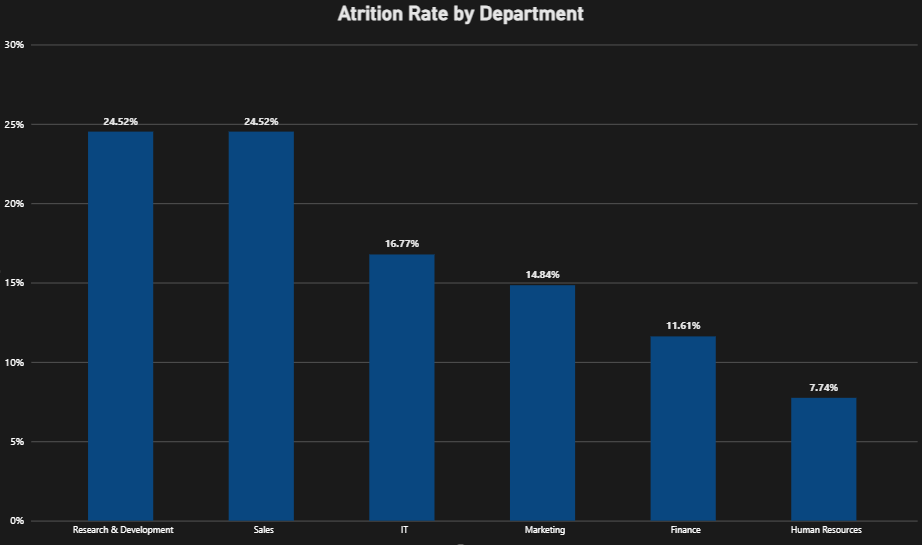 Atrition Rate by Department
30%
25%
20%
15%
10%
5%
0%
24.52%
24.52%
16.77%
14.84%
11.61%
7.74%
Research & Development
Sales
IT
Marketing
Finance
Human Resources